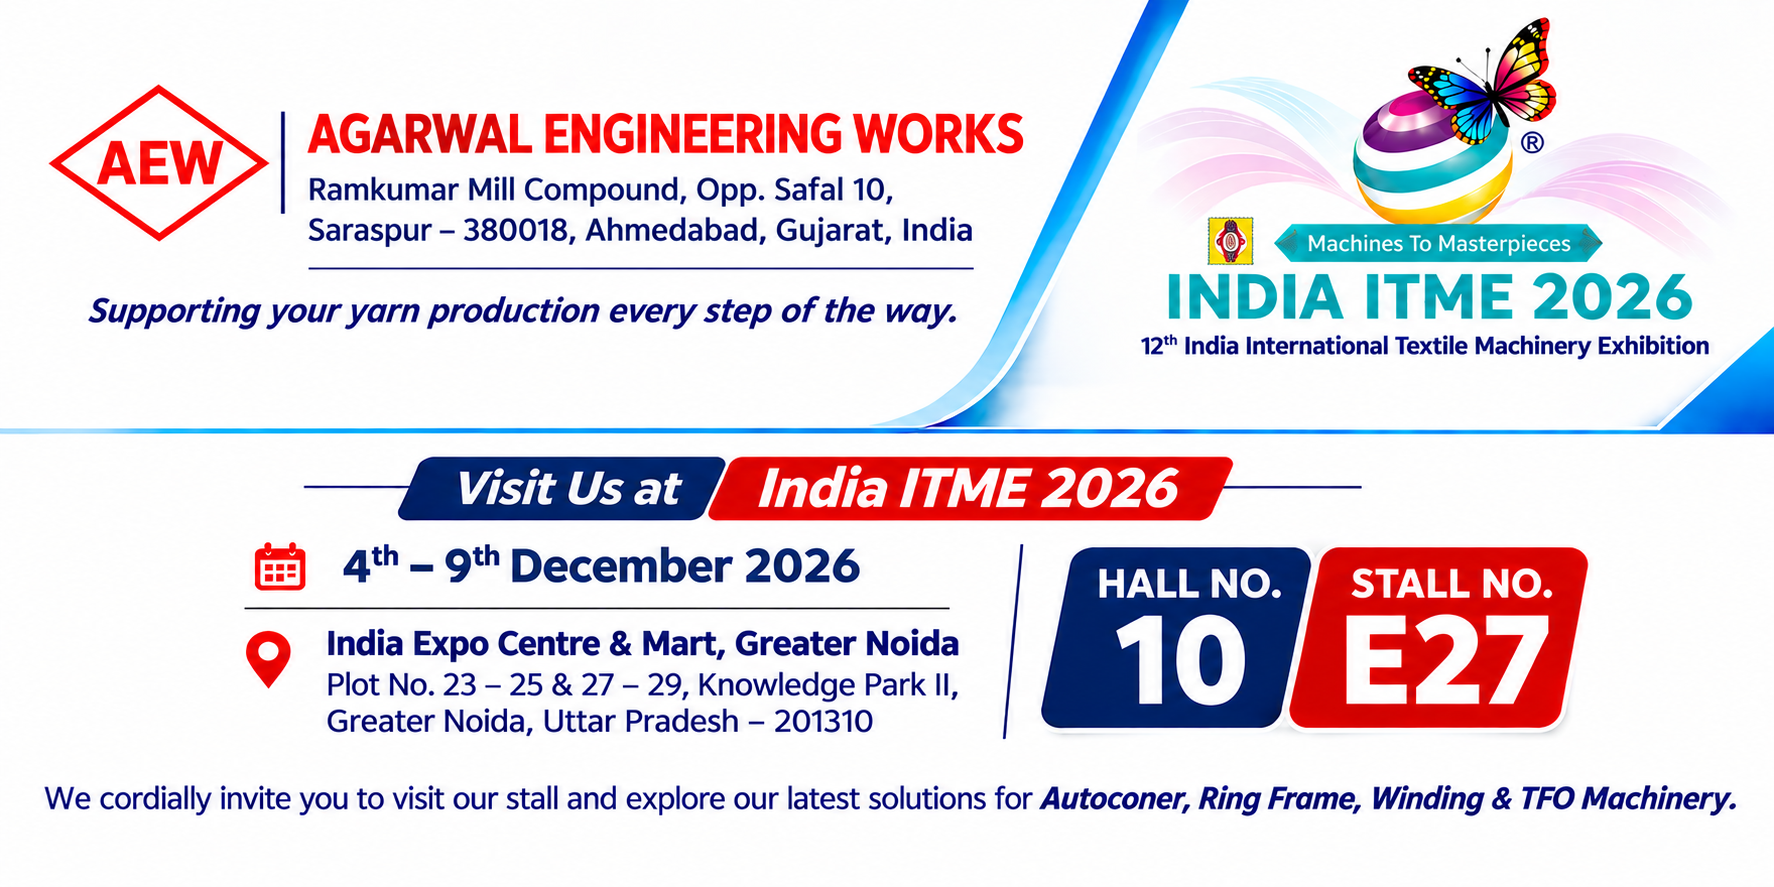 AEW
AGARWAL ENGINEERING WORKS
Ramkumar Mill Compound, Opp. Safal 10,
Saraspur – 380018, Ahmedabad, Gujarat, India
Supporting your yarn production every step of the way.
®
Machines To Masterpieces
INDIA ITME 2026
12th India International Textile Machinery Exhibition
Visit Us at India ITME 2026
4th – 9th December 2026
India Expo Centre & Mart, Greater Noida
Plot No. 23 – 25 & 27 – 29, Knowledge Park II,
Greater Noida, Uttar Pradesh – 201310
HALL NO.
10
STALL NO.
E27
We cordially invite you to visit our stall and explore our latest solutions for Autoconer, Ring Frame, Winding & TFO Machinery.